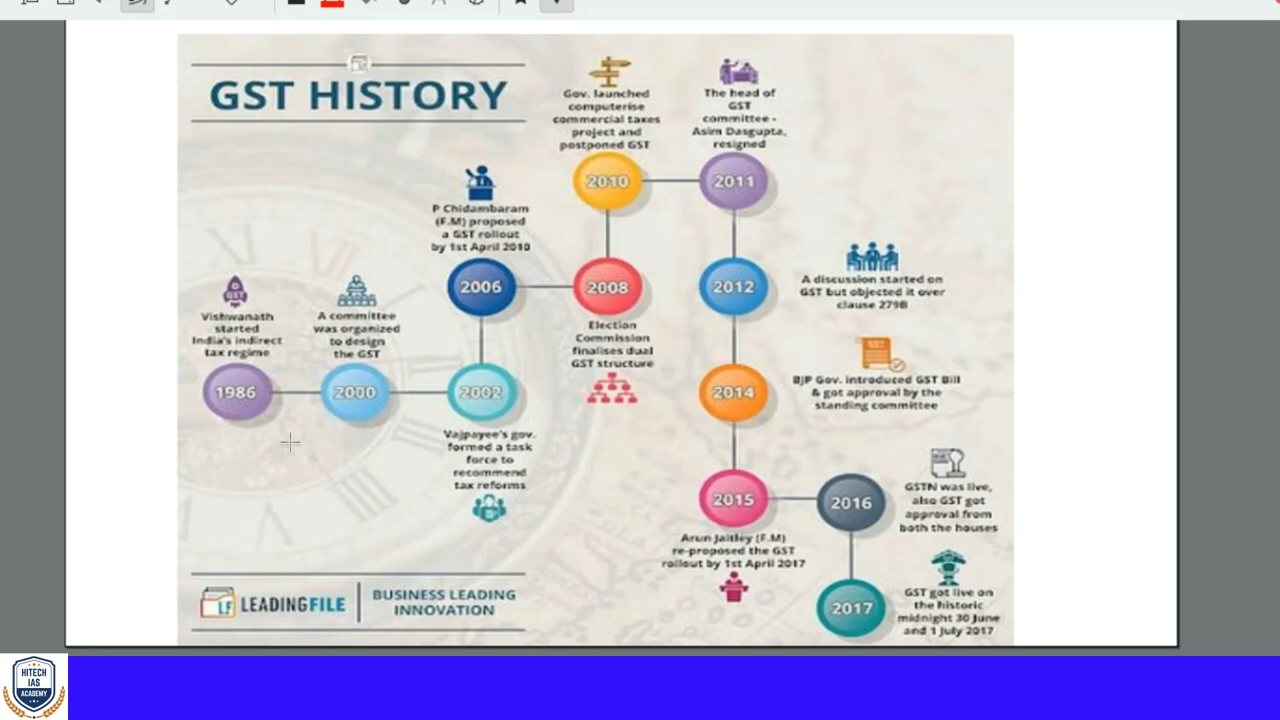 GST HISTORY
Vishwanath
started
India's indirect
tax regime
1986
A committee
was organized
to design
the GST
2000
2002
Vajpayee's gov.
formed a task
force to
recommend
tax reforms
P Chidambaram
(F.M) proposed
a GST rollout
by 1st April 2010
2006
2008
Election
Commission
finalises dual
GST structure
Gov. launched
computerise
commercial taxes
project and
postponed GST
2010
The head of
GST
committee -
Asim Dasgupta,
resigned
2011
2012
A discussion started on
GST but objected it over
clause 279B
2014
BJP Gov. introduced GST Bill
& got approval by the
standing committee
2015
Arun Jaitley (F.M)
re-proposed the GST
rollout by 1st April 2017
2016
GSTN was live,
also GST got
approval from
both the houses
2017
GST got live on
the historic
midnight 30 June
and 1 July 2017
LF LEADINGFILE
BUSINESS LEADING
INNOVATION
HITECH
IAS
ACADEMY